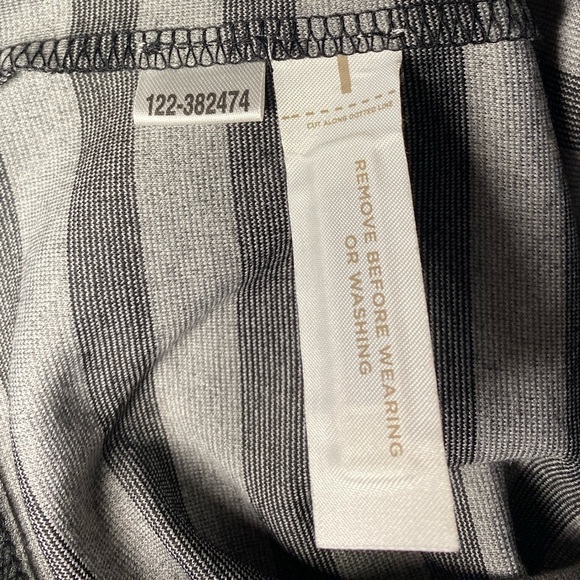 122-382474
CUT ALONG DOTTED LINE
REMOVE BEFORE WEARING
OR WASHING